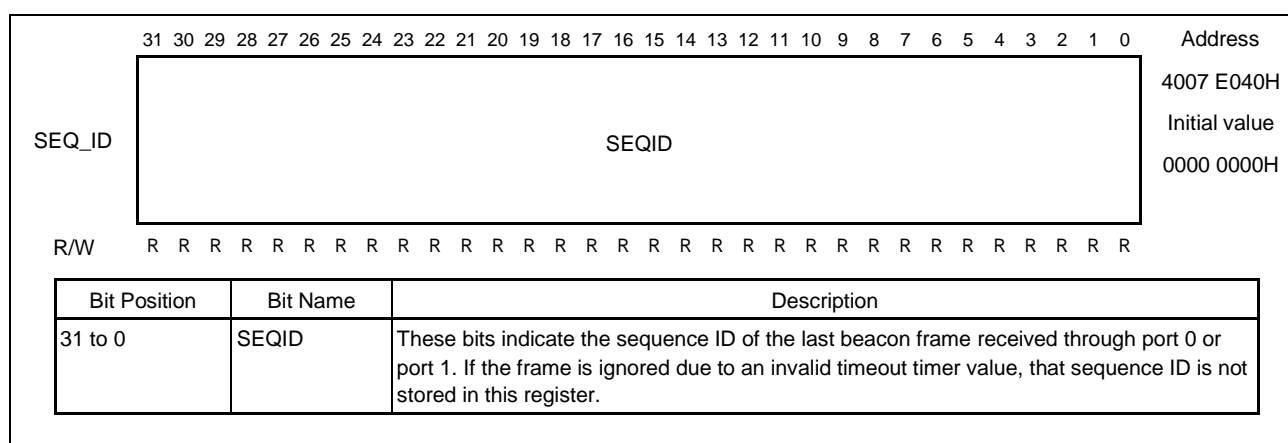 31 30 29 28 27 26 25 24 23 22 21 20 19 18 17 16 15 14 13 12 11 10 9 8 7 6 5 4 3 2 1 0 Address
4007 E040H
Initial value
SEQ_ID SEQID
0000 0000H
R/W R R R R R R R R R R R R R R R R R R R R R R R R R R R R R R R R
Bit Position Bit Name Description
31 to 0 SEQID These bits indicate the sequence ID of the last beacon frame received through port 0 or
port 1. If the frame is ignored due to an invalid timeout timer value, that sequence ID is not
stored in this register.